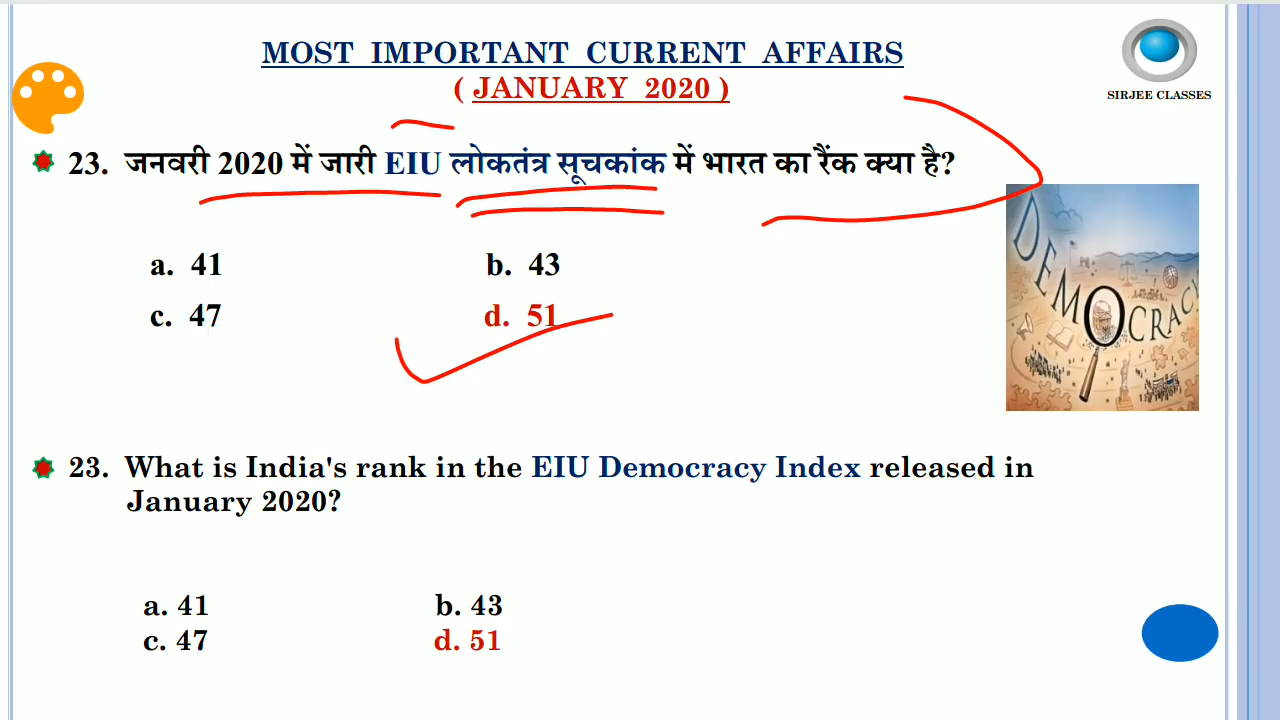 MOST IMPORTANT CURRENT AFFAIRS
( JANUARY 2020 )
SIRJEE CLASSES
23. जनवरी 2020 में जारी EIU लोकतंत्र सूचकांक में भारत का रैंक क्या है?
DEMOCRACY
a. 41 b. 43
c. 47 d. 51
23. What is India's rank in the EIU Democracy Index released in
January 2020?
a. 41 b. 43
c. 47 d. 51